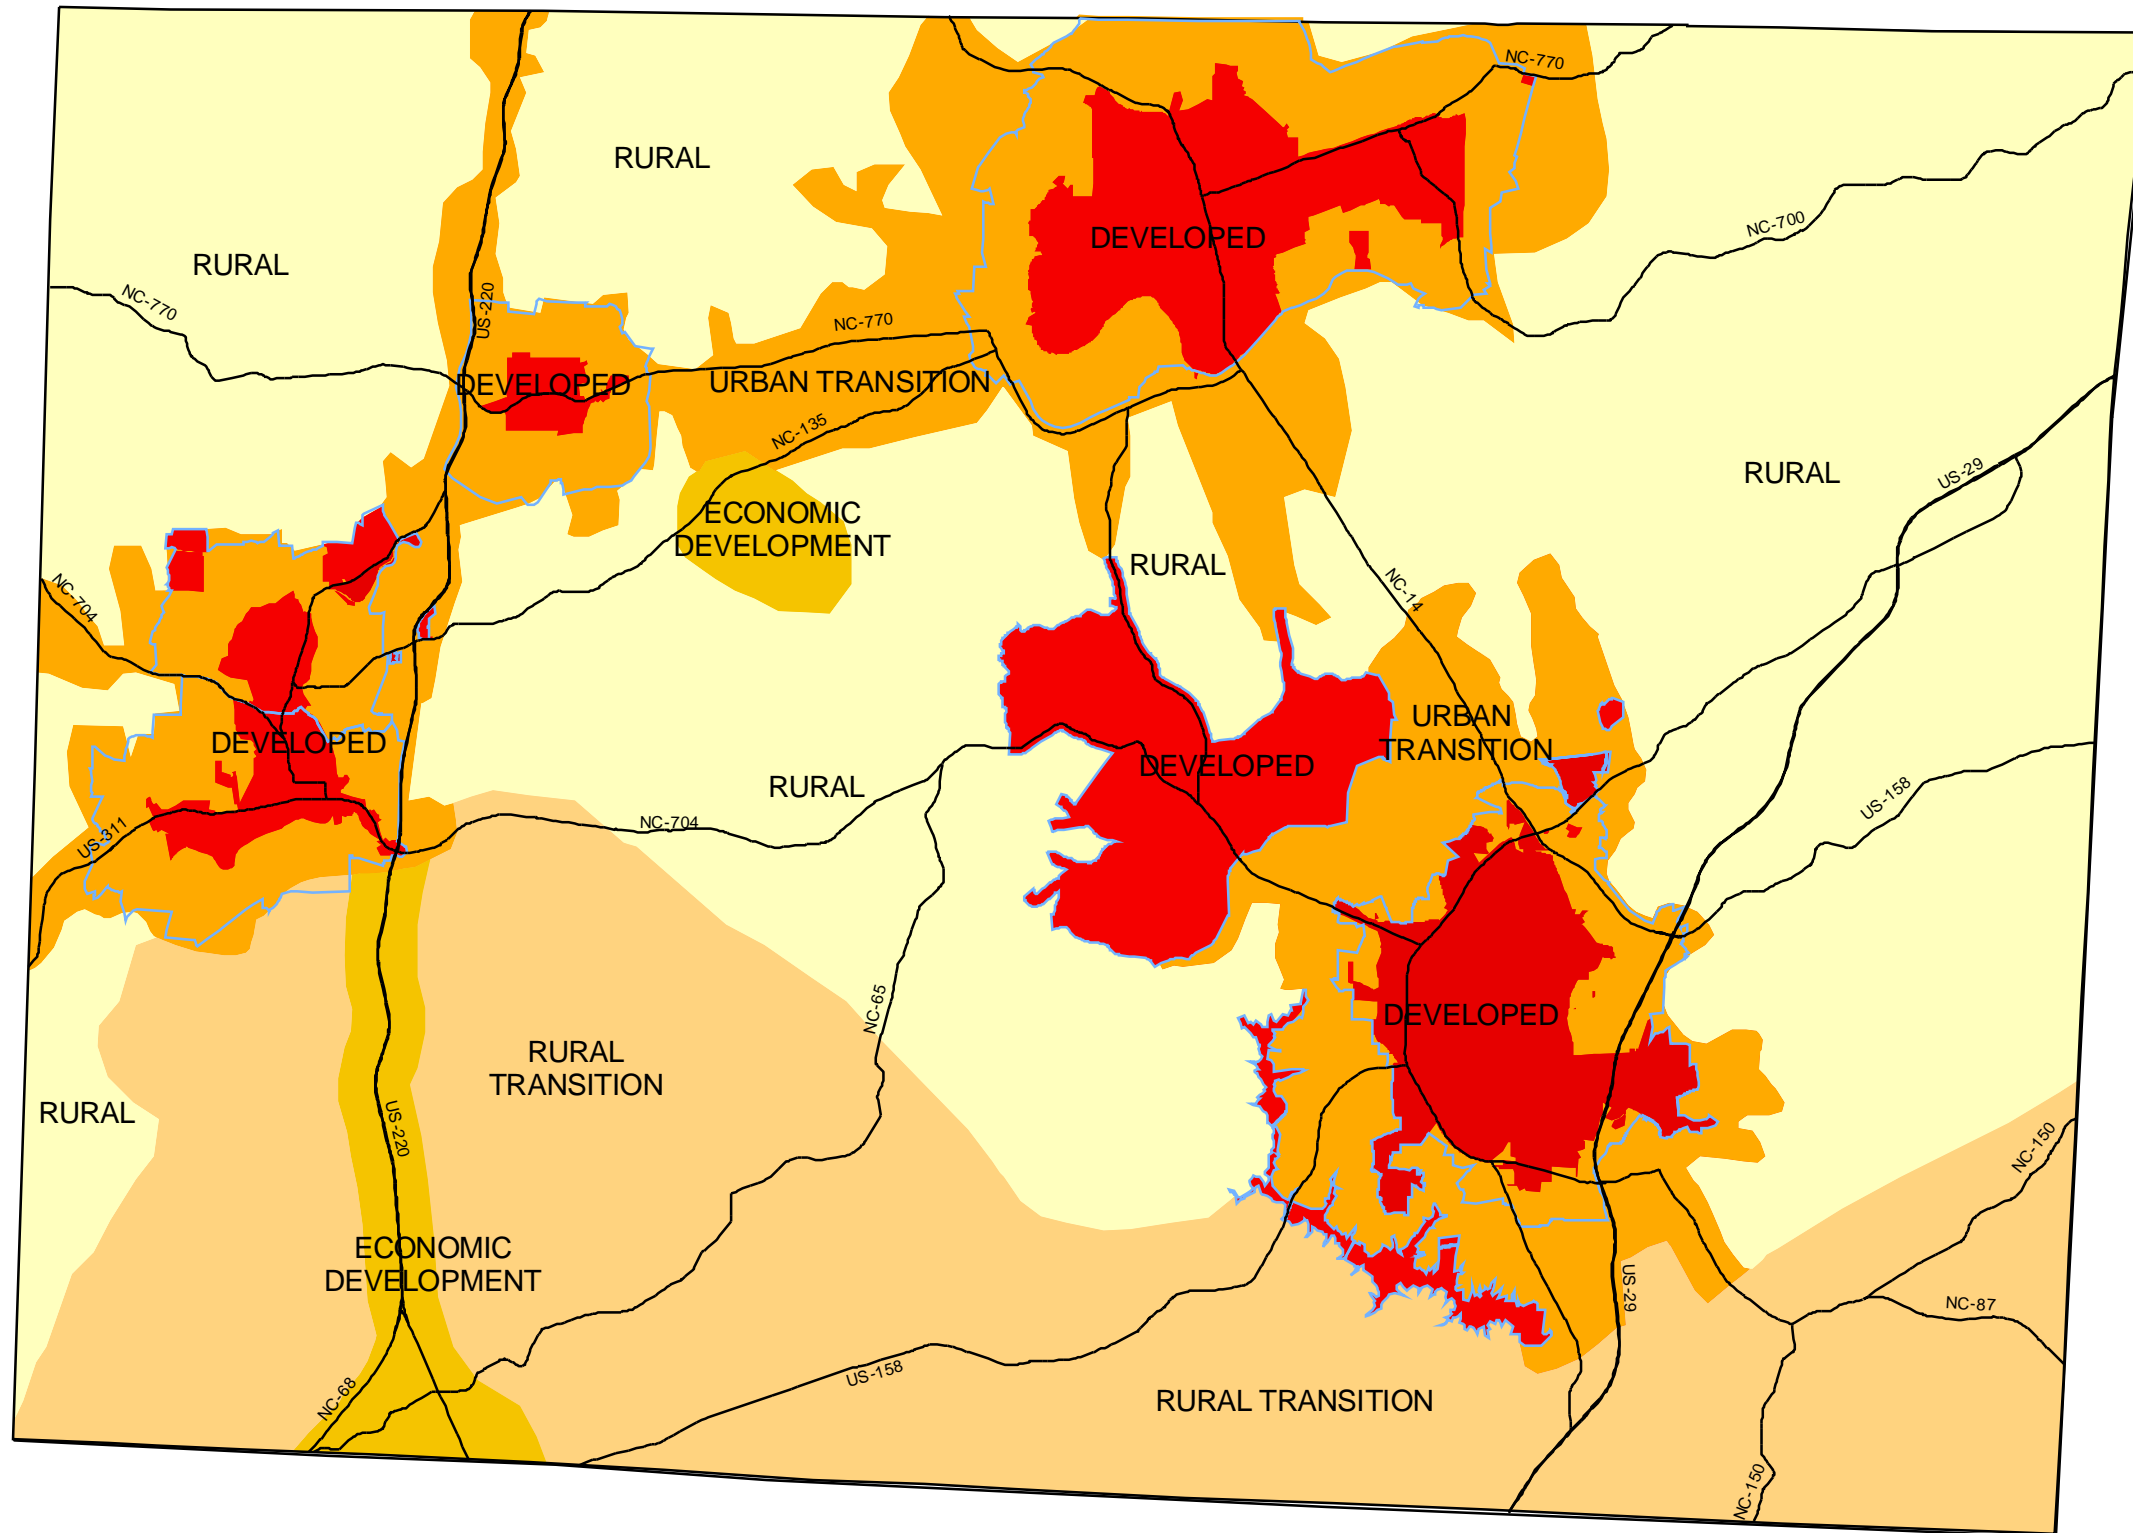 NC-770
RURAL
NC-700
DEVELOPED
RURAL
NC-770
US-220
NC-770
DEVELOPED
URBAN TRANSITION
NC-135
RURAL
US-29
ECONOMIC
DEVELOPMENT
RURAL
NC-14
NC-704
URBAN
TRANSITION
DEVELOPED
DEVELOPED
RURAL
US-158
NC-704
US-311
NC-65
DEVELOPED
RURAL
TRANSITION
RURAL
US-220
NC-150
ECONOMIC
DEVELOPMENT
US-29
NC-87
US-158
NC-68
RURAL TRANSITION
NC-150